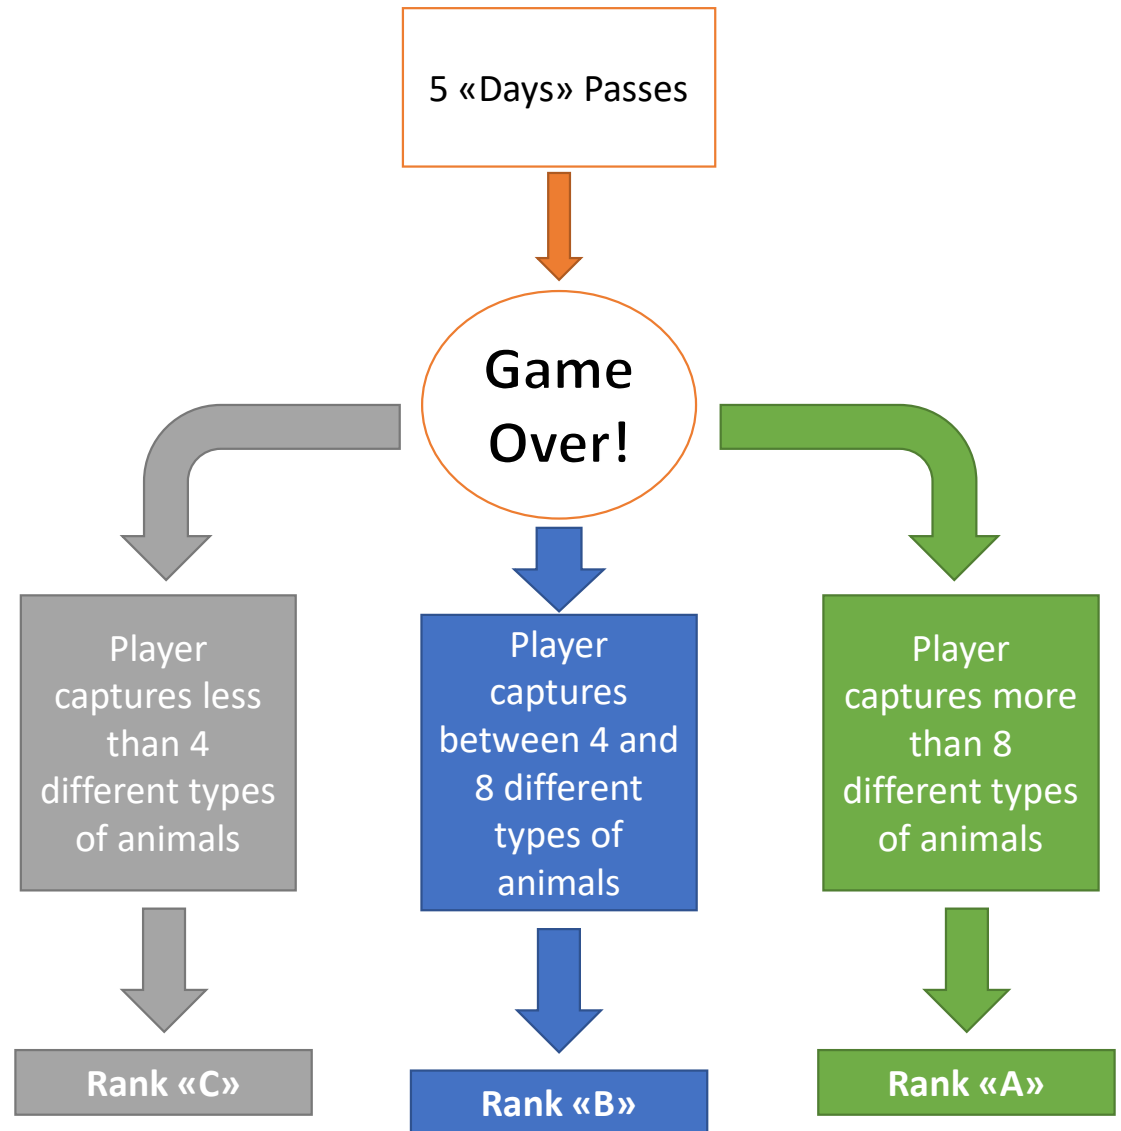 5 «Days» Passes
Game
Over!
Player
captures less
than 4
different types
of animals
Player
captures
between 4 and
8 different
types of
animals
Player
captures more
than 8
different types
of animals
Rank «C»
Rank «B»
Rank «A»